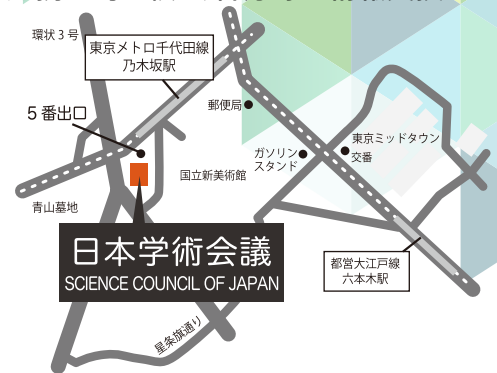 環状3号
東京メトロ千代田線
乃木坂駅
5番出口
郵便局
ガソリン
スタンド
東京ミッドタウン
交番
国立新美術館
青山墓地
日本学術会議
SCIENCE COUNCIL OF JAPAN
都営大江戸線
六本木駅
星条旗通り